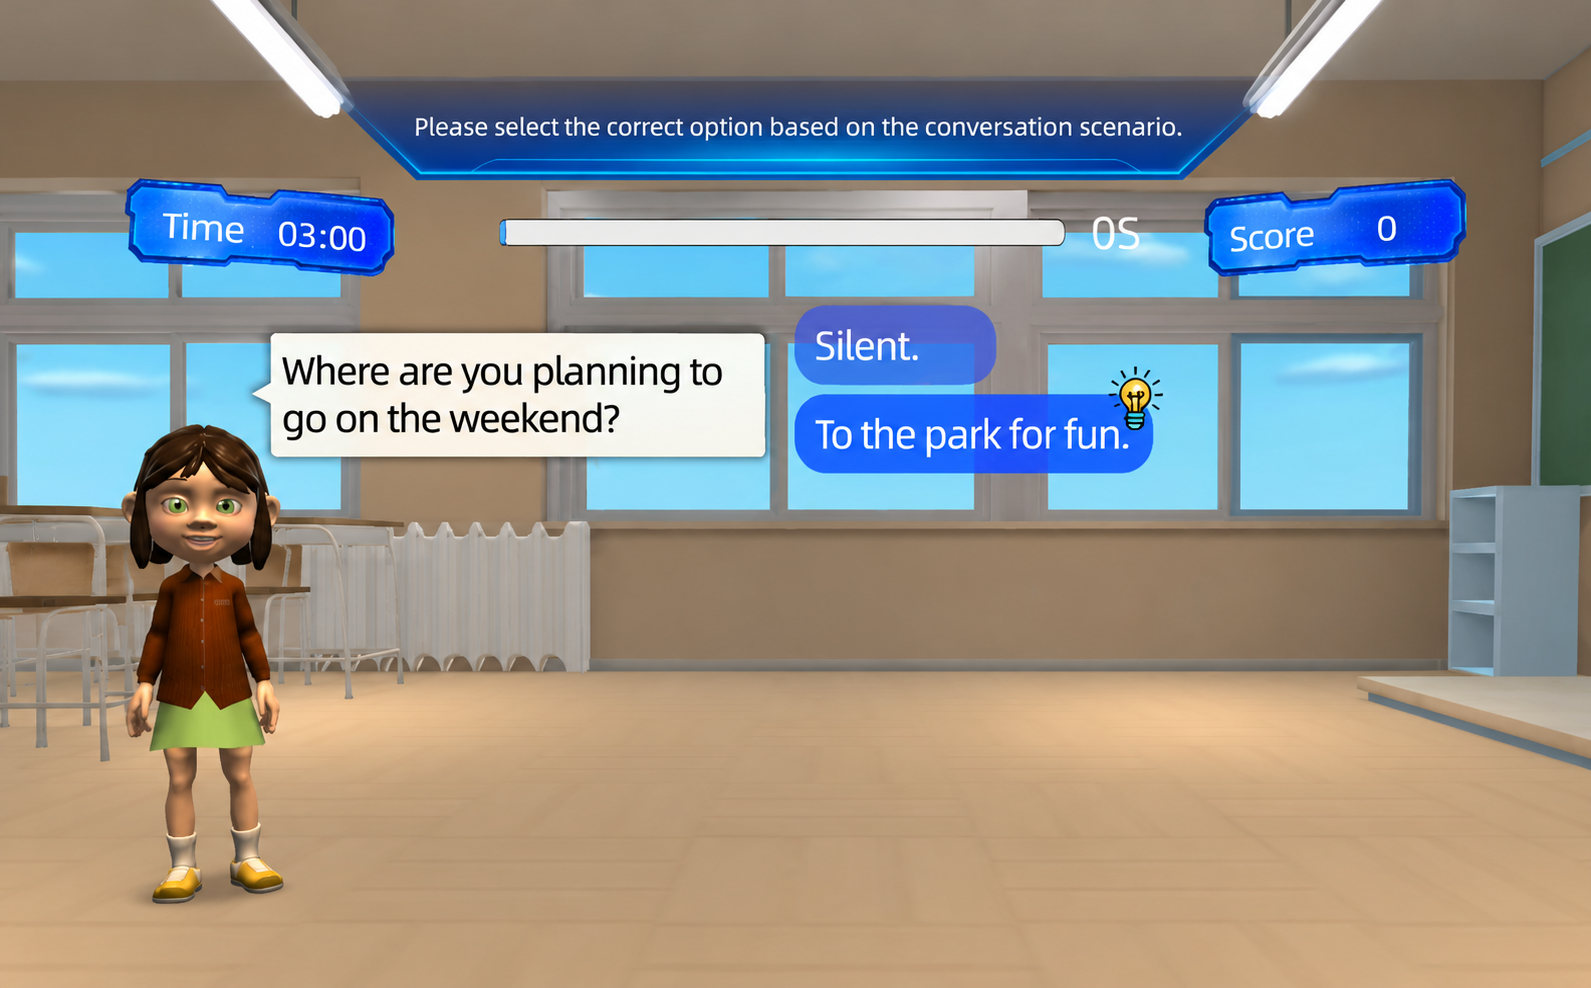 Please select the correct option based on the conversation scenario.
Time 03:00
0S
Score 0
Where are you planning to
go on the weekend?
Silent.
To the park for fun.